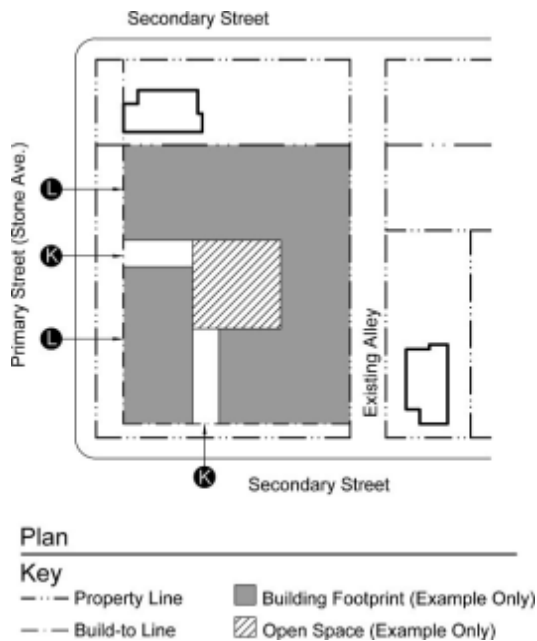 Secondary Street
Primary Street (Stone Ave.)
L
K
L
Existing Alley
K
Secondary Street
Plan
Key
Property Line
Building Footprint (Example Only)
Build-to Line
Open Space (Example Only)